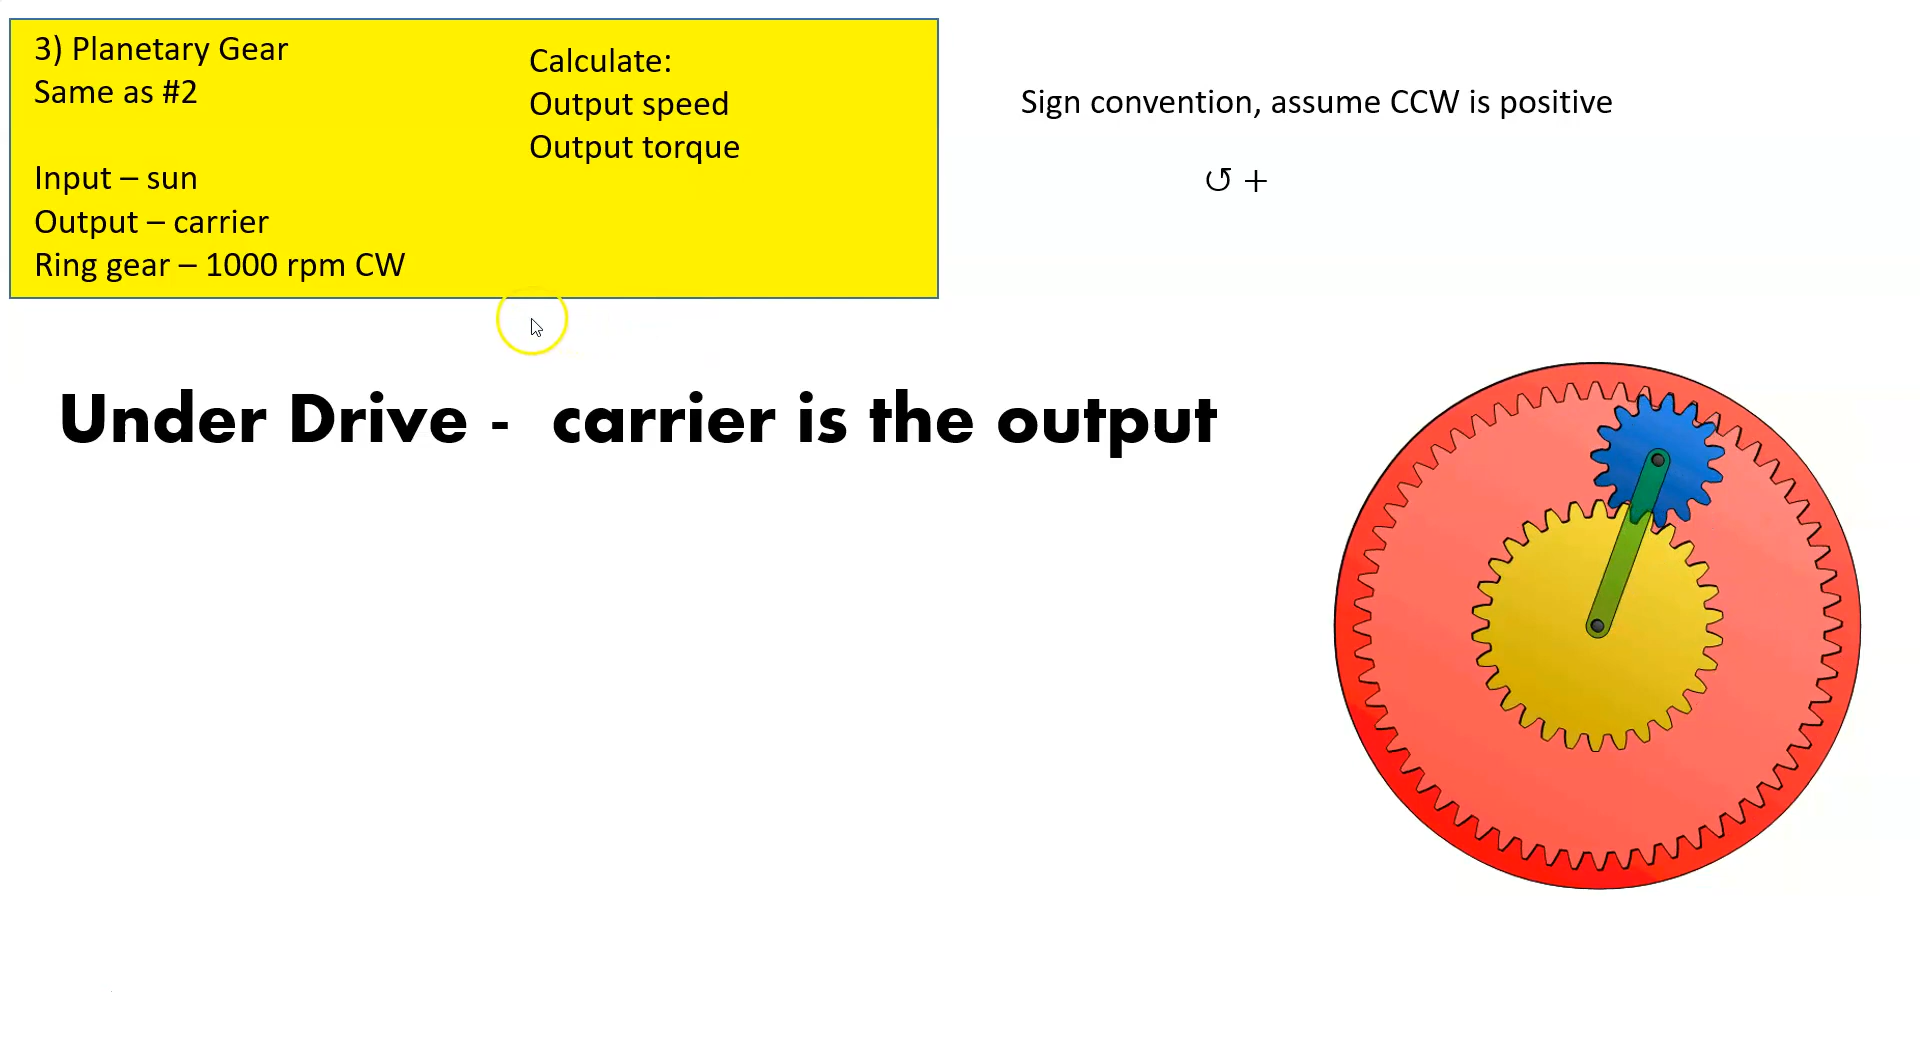 3) Planetary Gear
Same as #2
Input – sun
Output – carrier
Ring gear – 1000 rpm CW
Calculate:
Output speed
Output torque
Sign convention, assume CCW is positive
↺ +
Under Drive - carrier is the output